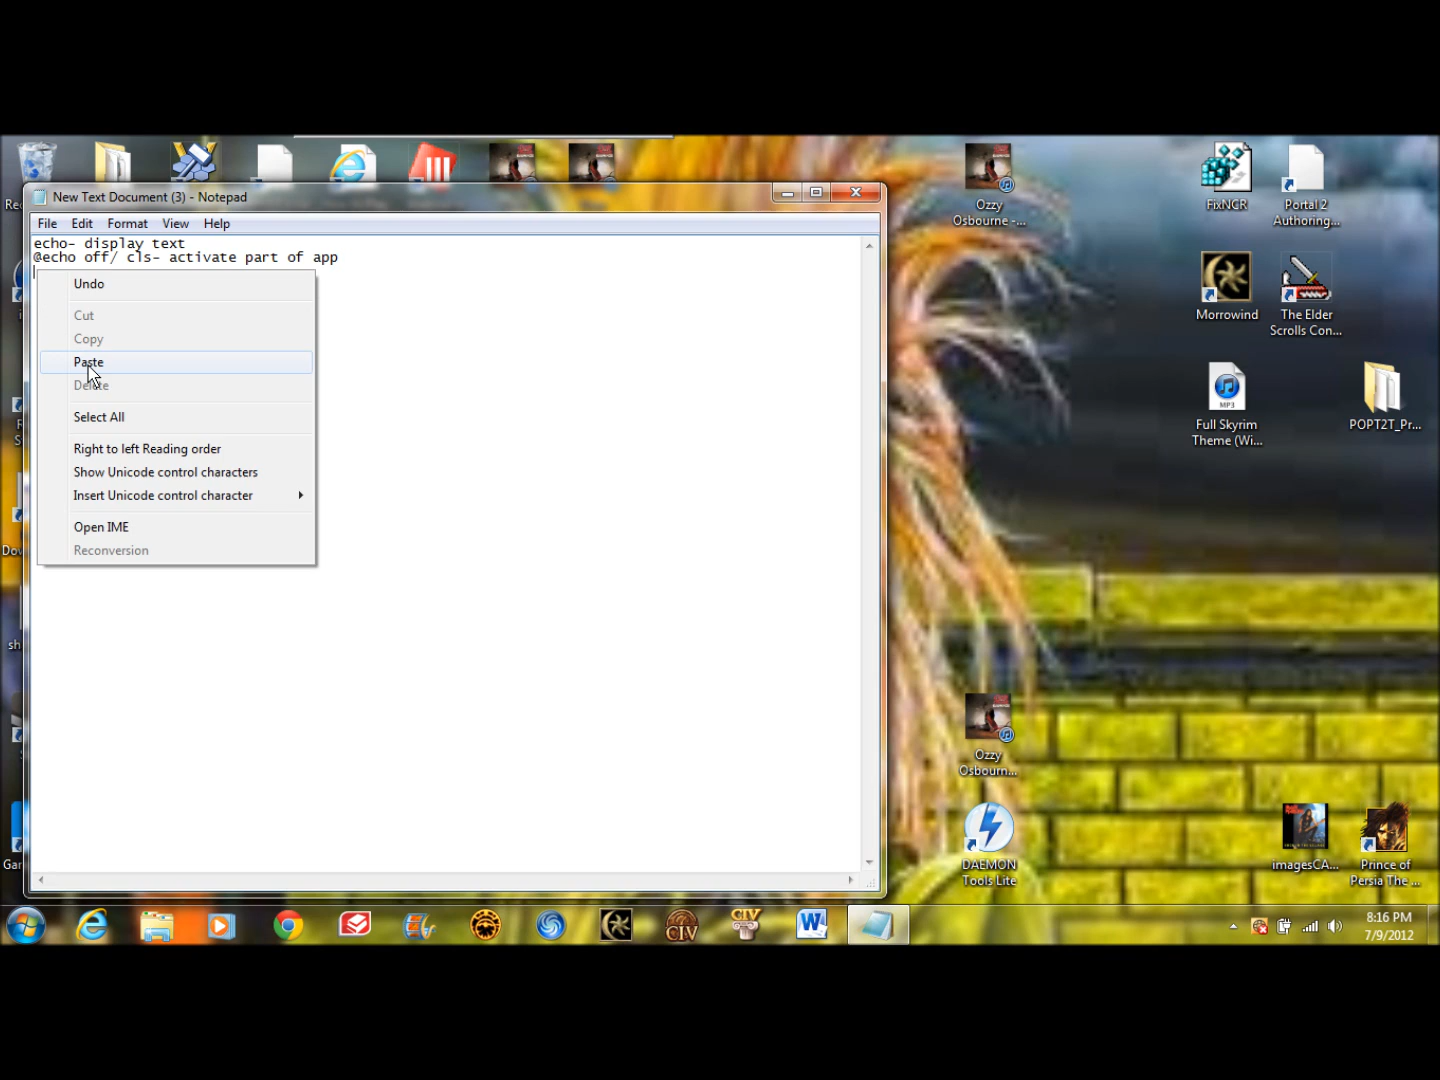 New Text Document (3) - Notepad
File Edit Format View Help
echo- display text
@echo off/ cls- activate part of app
Undo
Cut
Copy
Paste
Delete
Select All
Right to left Reading order
Show Unicode control characters
Insert Unicode control character
Open IME
Reconversion
Ozzy
Osbourne -...
FixNCR
Portal 2
Authoring...
Morrowind
The Elder
Scrolls Con...
MP3
Full Skyrim
Theme (Wi...
POPT2T_Pr...
Ozzy
Osbourn...
DAEMON
Tools Lite
imagesCA...
Prince of
Persia The ...
CIV
CIV
W
8:16 PM
7/9/2012